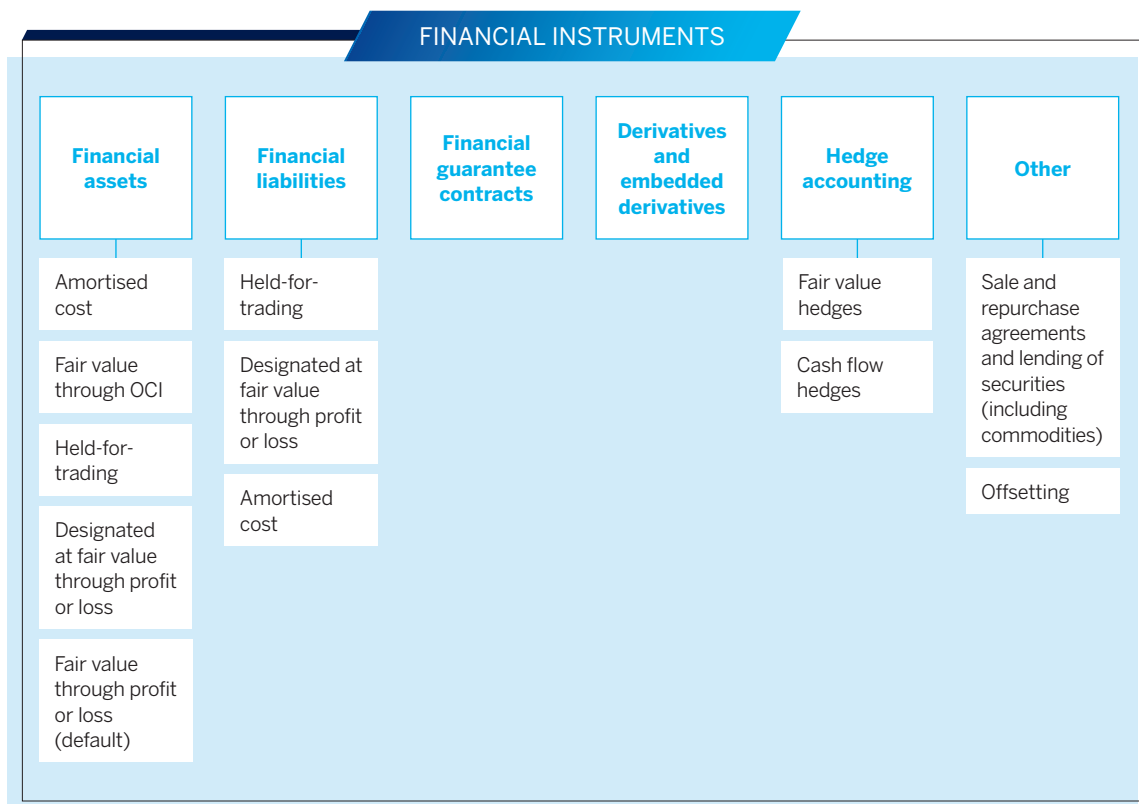 FINANCIAL INSTRUMENTS
Financial
assets
Amortised
cost
Fair value
through OCI
Held-for-
trading
Designated
at fair value
through profit
or loss
Fair value
through profit
or loss
(default)
Financial
liabilities
Held-for-
trading
Designated at
fair value
through profit
or loss
Amortised
cost
Financial
guarantee
contracts
Derivatives
and
embedded
derivatives
Hedge
accounting
Fair value
hedges
Cash flow
hedges
Other
Sale and
repurchase
agreements
and lending of
securities
(including
commodities)
Offsetting